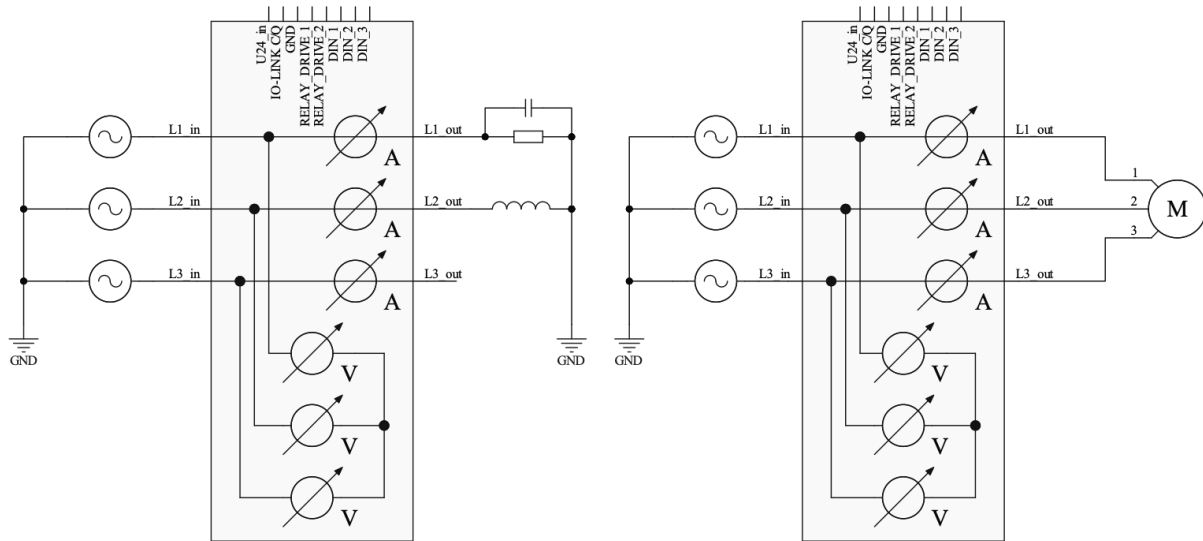 U24_in
IO-LINK CQ
GND
RELAY_DRIVE_1
RELAY_DRIVE_2
DIN_1
DIN_2
DIN_3
L1_in
A
L1_out
L2_in
A
L2_out
L3_in
A
L3_out
V
V
V
GND
GND
U24_in
IO-LINK CQ
GND
RELAY_DRIVE_1
RELAY_DRIVE_2
DIN_1
DIN_2
DIN_3
L1_in
A
L1_out
1
L2_in
A
L2_out
2
M
3
L3_in
A
L3_out
V
V
V
GND